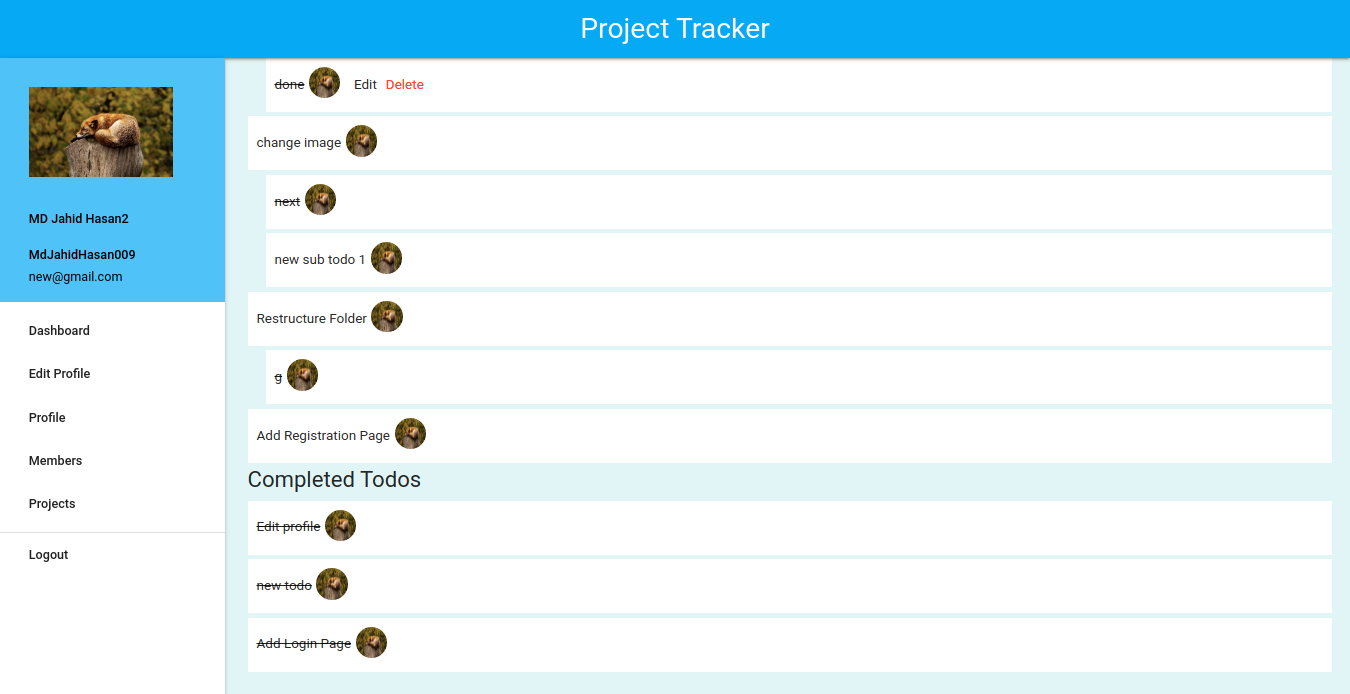 Project Tracker
MD Jahid Hasan2
MdJahidHasan009
new@gmail.com
Dashboard
Edit Profile
Profile
Members
Projects
Logout
done Edit Delete
change image
next
new sub todo 1
Restructure Folder
g
Add Registration Page
Completed Todos
Edit profile
new todo
Add Login Page